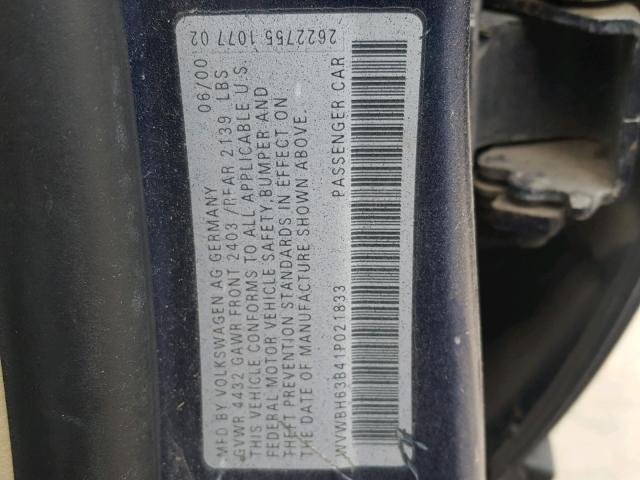 2622755 1077 02
MFD BY VOLKSWAGEN AG GERMANY 06/00
GVWR 4432 GAWR FRONT 2403 /REAR 2139 LBS
THIS VEHICLE CONFORMS TO ALL APPLICABLE U.S.
FEDERAL MOTOR VEHICLE SAFETY,BUMPER AND
THEFT PREVENTION STANDARDS IN EFFECT ON
THE DATE OF MANUFACTURE SHOWN ABOVE.
WVWBH63B41P021833 PASSENGER CAR